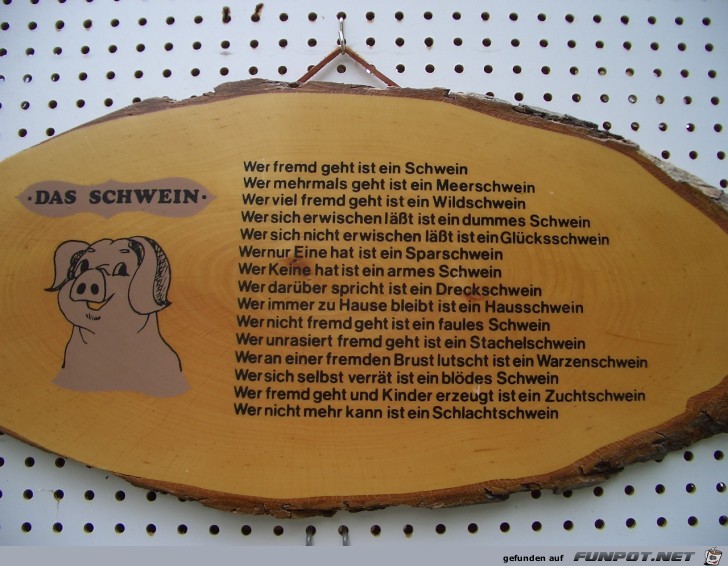 · DAS SCHWEIN ·
Wer fremd geht ist ein Schwein
Wer mehrmals geht ist ein Meerschwein
Wer viel fremd geht ist ein Wildschwein
Wer sich erwischen läßt ist ein dummes Schwein
Wer sich nicht erwischen läßt ist ein Glücksschwein
Wer nur Eine hat ist ein Sparschwein
Wer Keine hat ist ein armes Schwein
Wer darüber spricht ist ein Dreckschwein
Wer immer zu Hause bleibt ist ein Hausschwein
Wer nicht fremd geht ist ein faules Schwein
Wer unrasiert fremd geht ist ein Stachelschwein
Wer an einer fremden Brust lutscht ist ein Warzenschwein
Wer sich selbst verrät ist ein blödes Schwein
Wer fremd geht und Kinder erzeugt ist ein Zuchtschwein
Wer nicht mehr kann ist ein Schlachtschwein
gefunden auf FUNPOT.NET